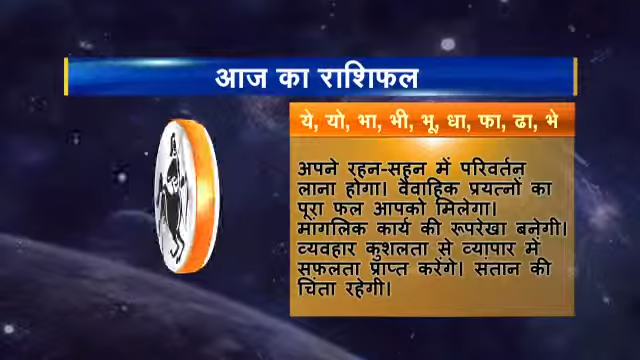 आज का राशिफल
ये, यो, भा, भी, भू, धा, फा, ढा, भे
अपने रहन-सहन में परिवर्तन
लाना होगा। वैवाहिक प्रयत्नों का
पूरा फल आपको मिलेगा।
मांगलिक कार्य की रूपरेखा बनेगी।
व्यवहार कुशलता से व्यापार में
सफलता प्राप्त करेंगे। संतान की
चिंता रहेगी।